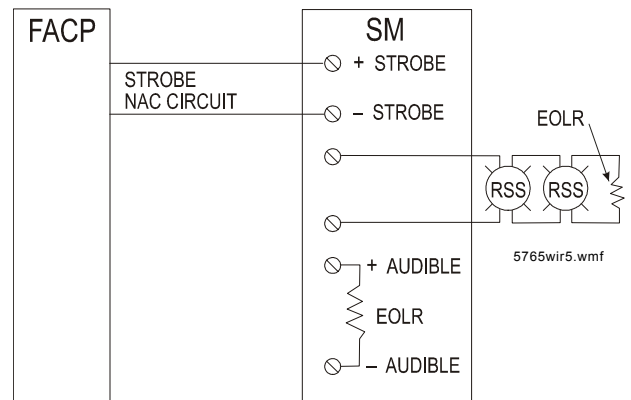 FACP
SM
STROBE
NAC CIRCUIT
+ STROBE
– STROBE
EOLR
RSS RSS
5765wir5.wmf
+ AUDIBLE
EOLR
– AUDIBLE